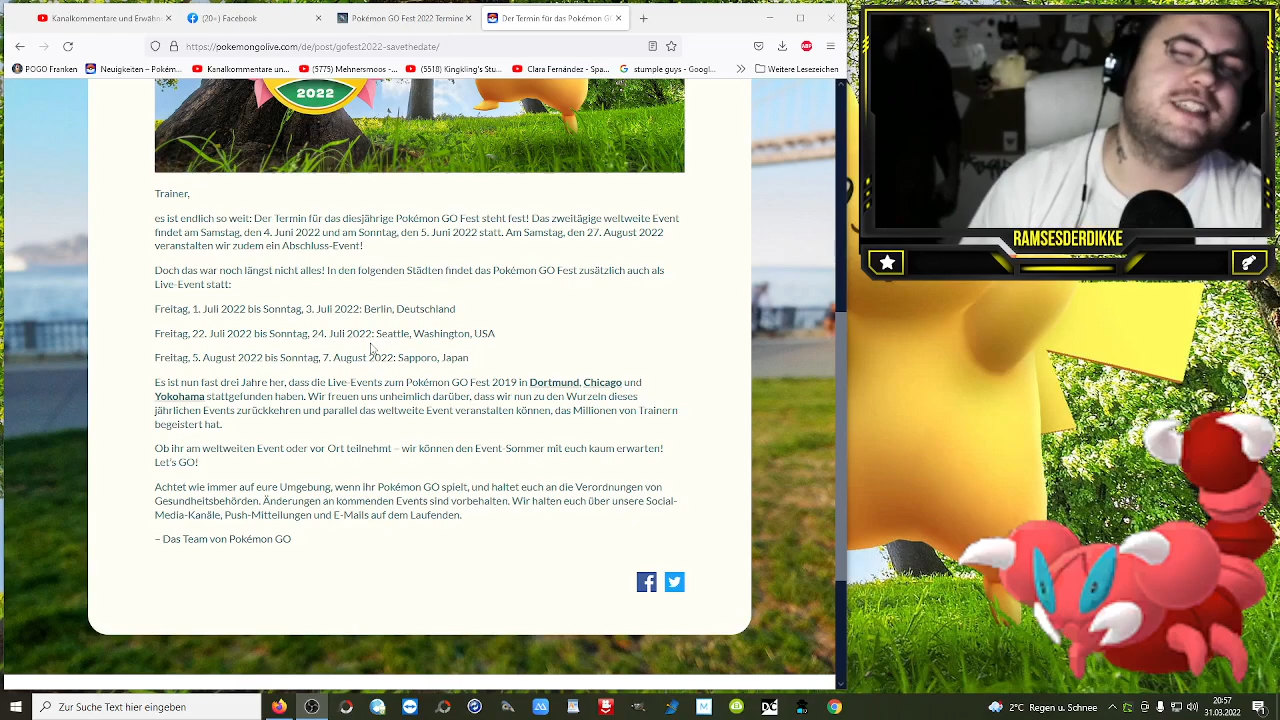 Kanalkommentare und Erwähn
(20+) Facebook
Pokémon GO Fest 2022 Termine
Der Termin für das Pokémon G
https://pokemongolive.com/de/post/gofest2022-savethedate/
POGO Franken
Neuigkeiten – Pokém...
Kanalkommentare un...
(5775) Mehrneenos -...
(5518) Kingkling's Stu...
Clara Fernández - Spa...
stumple guys - Googl...
Weitere Lesezeichen
2022
Trainer,
es ist endlich so weit: Der Termin für das diesjährige Pokémon GO Fest steht fest! Das zweitägige weltweite Event
findet am Samstag, den 4. Juni 2022 und am Sonntag, den 5. Juni 2022 statt. Am Samstag, den 27. August 2022
veranstalten wir zudem ein Abschluss-Event!
Doch das war noch längst nicht alles! In den folgenden Städten findet das Pokémon GO Fest zusätzlich auch als
Live-Event statt:
Freitag, 1. Juli 2022 bis Sonntag, 3. Juli 2022: Berlin, Deutschland
Freitag, 22. Juli 2022 bis Sonntag, 24. Juli 2022: Seattle, Washington, USA
Freitag, 5. August 2022 bis Sonntag, 7. August 2022: Sapporo, Japan
Es ist nun fast drei Jahre her, dass die Live-Events zum Pokémon GO Fest 2019 in Dortmund, Chicago und
Yokohama stattgefunden haben. Wir freuen uns unheimlich darüber, dass wir nun zu den Wurzeln dieses
jährlichen Events zurückkehren und parallel das weltweite Event veranstalten können, das Millionen von Trainern
begeistert hat.
Ob ihr am weltweiten Event oder vor Ort teilnehmt – wir können den Event-Sommer mit euch kaum erwarten!
Let's GO!
Achtet wie immer auf eure Umgebung, wenn ihr Pokémon GO spielt, und haltet euch an die Verordnungen von
Gesundheitsbehörden. Änderungen an kommenden Events sind vorbehalten. Wir halten euch über unsere Social-
Media-Kanäle, Push-Mitteilungen und E-Mails auf dem Laufenden.
– Das Team von Pokémon GO
RAMSESDERDIKKE
Zur Suche Text hier eingeben
2°C Regen u. Schnee
20:57
31.03.2022